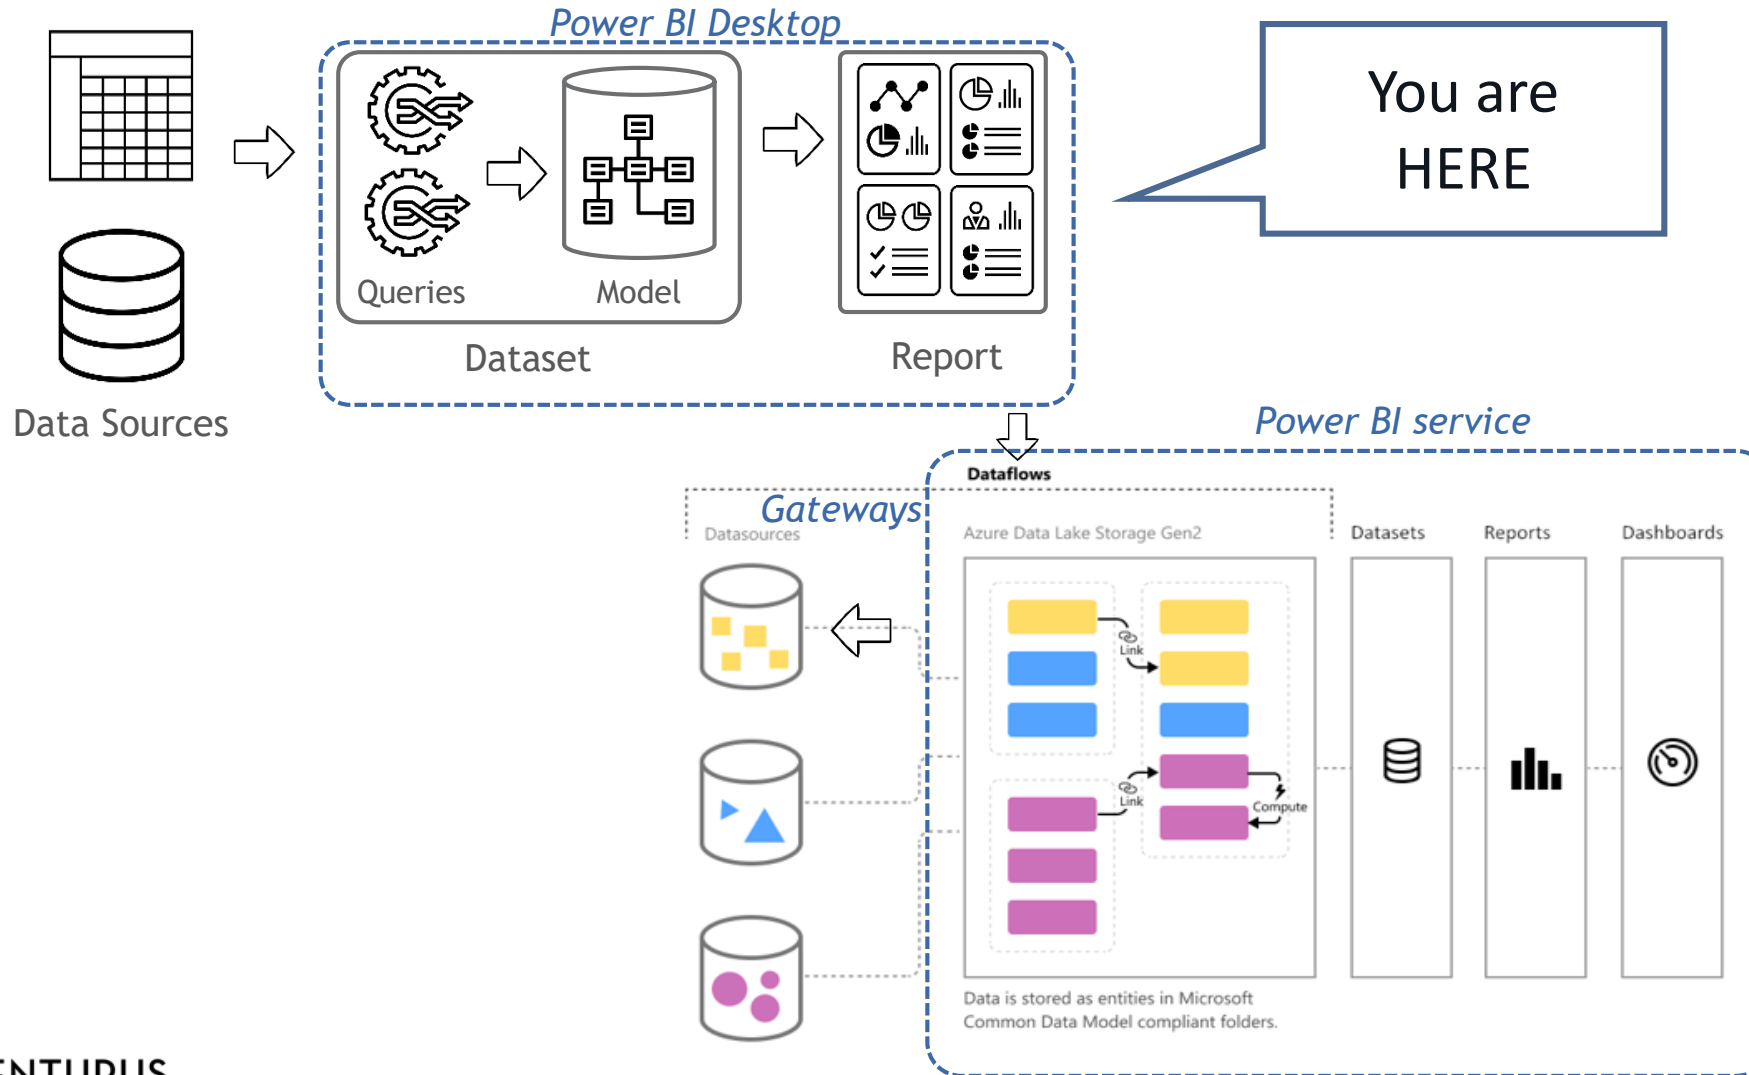 Power BI Desktop
You are
HERE
Queries
Model
Dataset
Report
Data Sources
Power BI service
Dataflows
Gateways
Datasources
Azure Data Lake Storage Gen2
Datasets
Reports
Dashboards
Link
Link
Compute
Data is stored as entities in Microsoft
Common Data Model compliant folders.